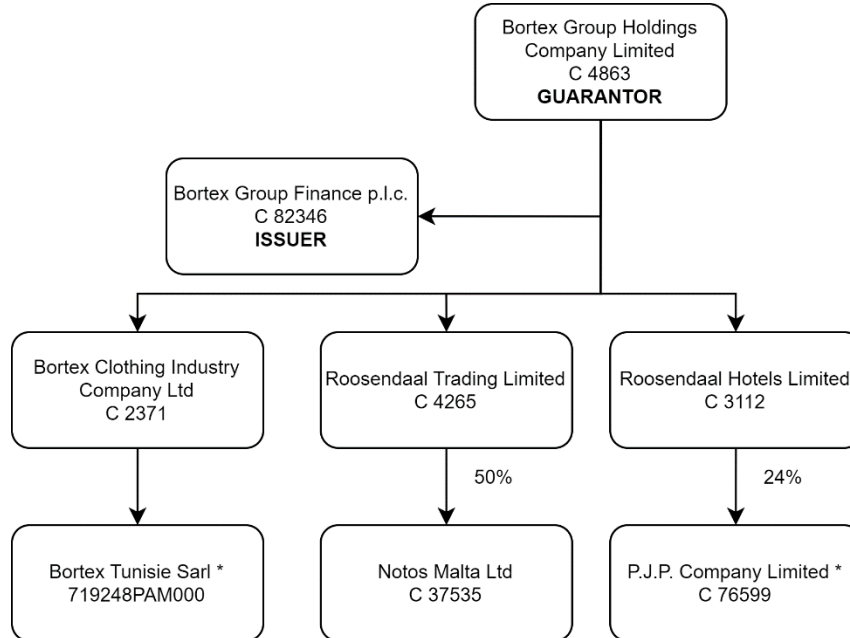 Bortex Group Holdings
Company Limited
C 4863
GUARANTOR
Bortex Group Finance p.l.c.
C 82346
ISSUER
Bortex Clothing Industry
Company Ltd
C 2371
Roosendaal Trading Limited
C 4265
Roosendaal Hotels Limited
C 3112
50%
24%
Bortex Tunisie Sarl *
719248PAM000
Notos Malta Ltd
C 37535
P.J.P. Company Limited *
C 76599